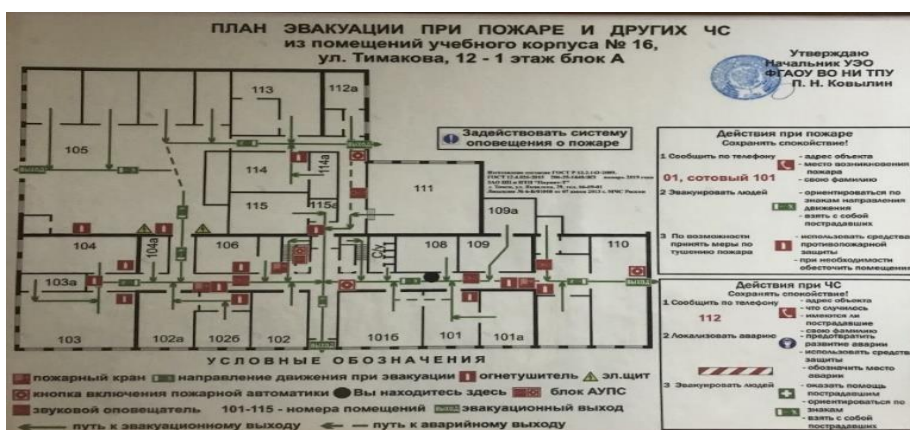 ПЛАН ЭВАКУАЦИИ ПРИ ПОЖАРЕ И ДРУГИХ ЧС
из помещений учебного корпуса № 16,
ул. Тимакова, 12 - 1 этаж блок А
Утверждаю
Начальник УЭО
ФГАОУ ВО НИ ТПУ
П. Н. Ковылин
113
112а
105
ВЫХОД
ВЫХОД
114
114а
115
115а
111
109а
104
104а
106
С/у
108
109
110
103а
ВЫХОД
103
102а
102б
102
101б
101
101а
ВЫХОД
Задействовать систему
оповещения о пожаре
Действия при пожаре
Сохранять спокойствие!
1 Сообщить по телефону
01, сотовый 101
- адрес объекта
- место возникновения
пожара
- свою фамилию
2 Эвакуировать людей
- ориентироваться по
знакам направления
движения
- взять с собой
пострадавших
3 По возможности
принять меры по
тушению пожара
- использовать средства
противопожарной
защиты
- при необходимости
обесточить помещения
Действия при ЧС
Сохранять спокойствие!
1 Сообщить по телефону
112
- адрес объекта
- что случилось
- имеются ли
пострадавшие
- свою фамилию
2 Локализовать аварию
- предотвратить
развитие аварии
- использовать средства
защиты
- обозначить место
аварии
3 Эвакуировать людей
- оказать помощь
пострадавшим
- ориентироваться по
знакам
- взять с собой
пострадавших
УСЛОВНЫЕ ОБОЗНАЧЕНИЯ
пожарный кран
направление движения при эвакуации
огнетушитель
эл.щит
кнопка включения пожарной автоматики
Вы находитесь здесь
блок АУПС
звуковой оповещатель
101-115 - номера помещений
ВЫХОД
эвакуационный выход
путь к эвакуационному выходу
путь к аварийному выходу